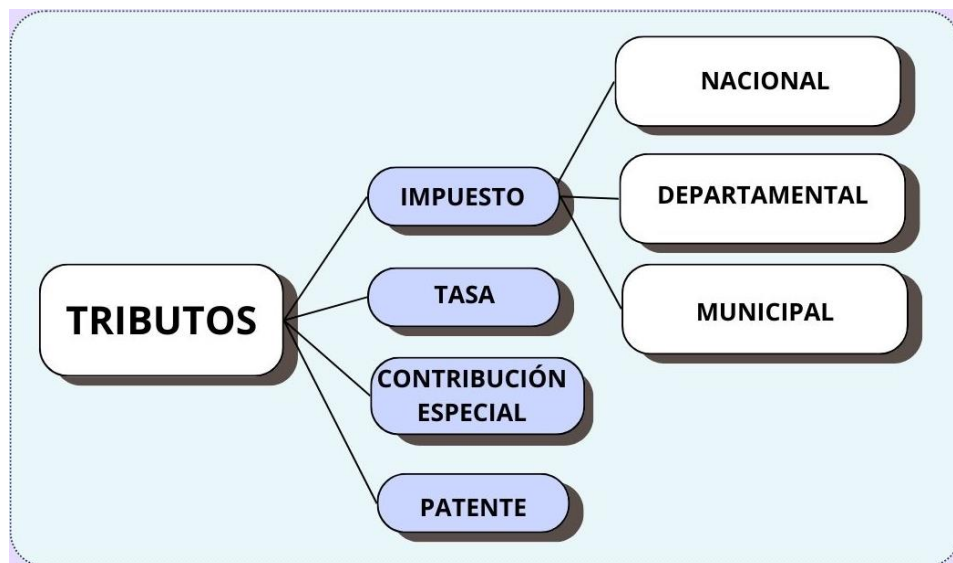 TRIBUTOS
IMPUESTO
TASA
CONTRIBUCIÓN
ESPECIAL
PATENTE
NACIONAL
DEPARTAMENTAL
MUNICIPAL